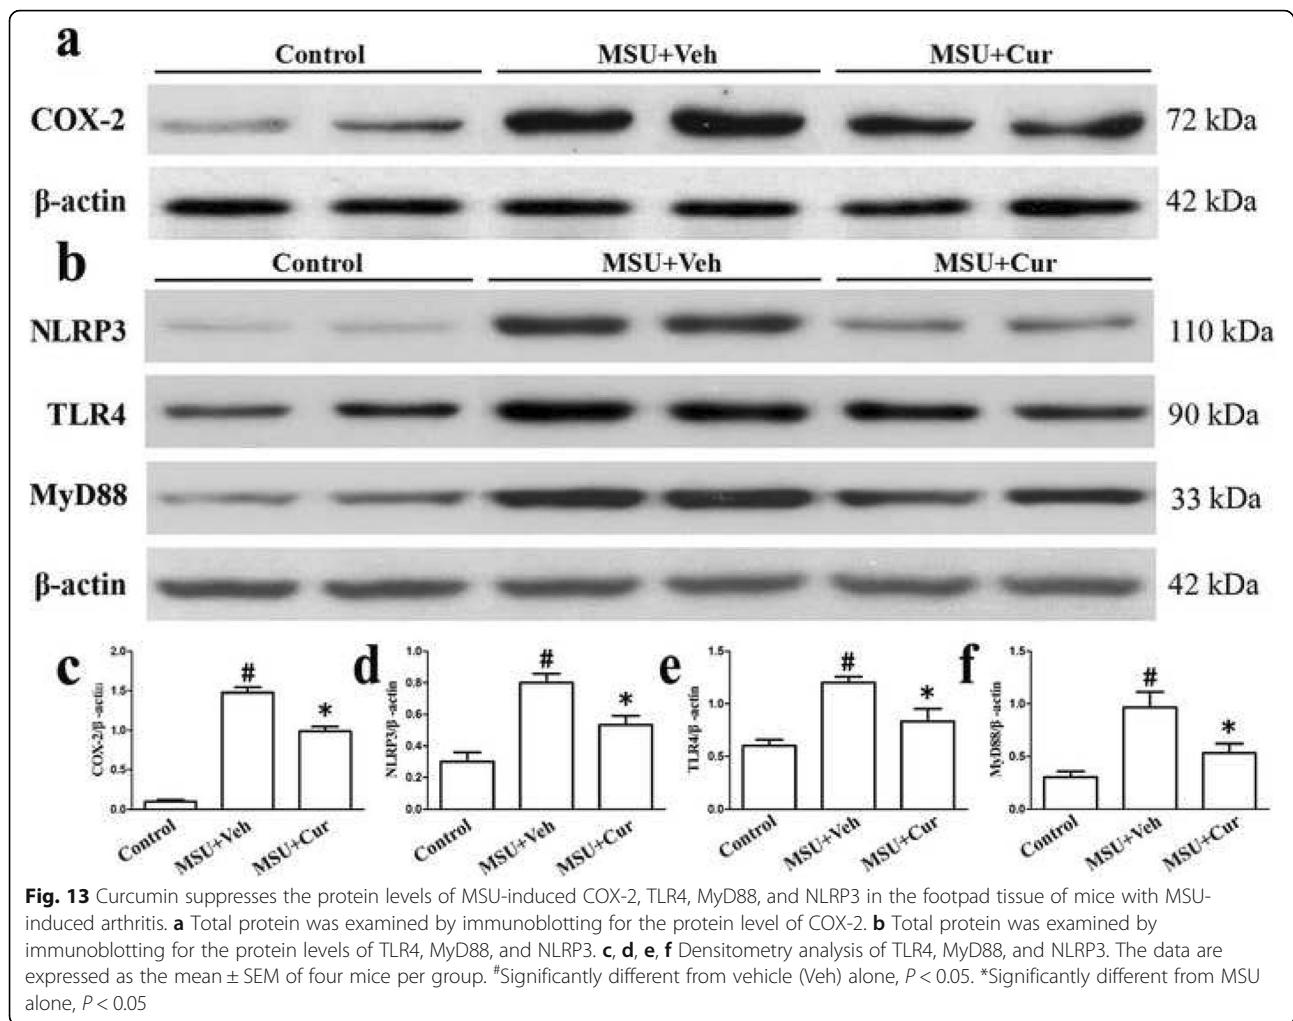 a
Control MSU+Veh MSU+Cur
COX-2 72 kDa
β-actin 42 kDa
b
Control MSU+Veh MSU+Cur
NLRP3 110 kDa
TLR4 90 kDa
MyD88 33 kDa
β-actin 42 kDa
c
COX-2/β -actin
2.0
1.5
1.0
0.5
0.0
#
*
Control MSU+Veh MSU+Cur
d
NLRP3/β -actin
1.0
0.8
0.6
0.4
0.2
0.0
#
*
Control MSU+Veh MSU+Cur
e
TLR4/β -actin
1.5
1.0
0.5
0.0
#
*
Control MSU+Veh MSU+Cur
f
MyD88/β -actin
1.5
1.0
0.5
0.0
#
*
Control MSU+Veh MSU+Cur
Fig. 13 Curcumin suppresses the protein levels of MSU-induced COX-2, TLR4, MyD88, and NLRP3 in the footpad tissue of mice with MSU-
induced arthritis. a Total protein was examined by immunoblotting for the protein level of COX-2. b Total protein was examined by
immunoblotting for the protein levels of TLR4, MyD88, and NLRP3. c, d, e, f Densitometry analysis of TLR4, MyD88, and NLRP3. The data are
expressed as the mean ± SEM of four mice per group. #Significantly different from vehicle (Veh) alone, P < 0.05. *Significantly different from MSU
alone, P < 0.05